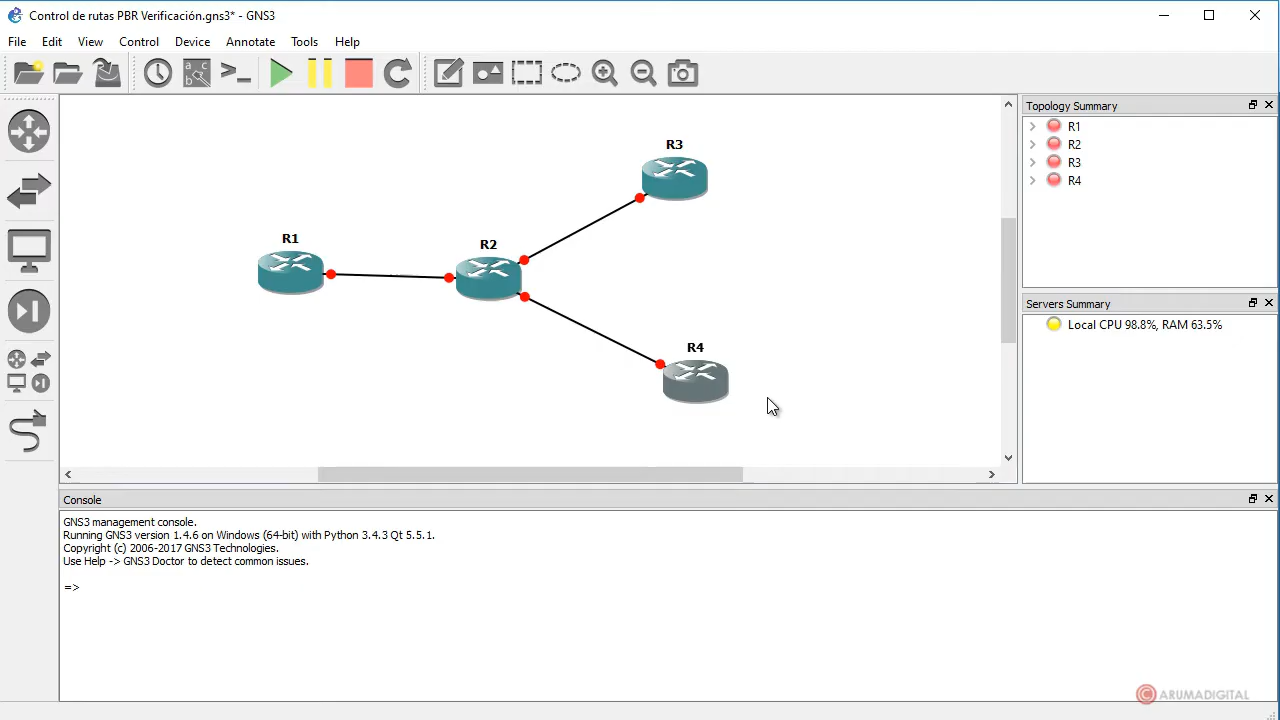 Control de rutas PBR Verificación.gns3* - GNS3
File Edit View Control Device Annotate Tools Help
Topology Summary
R1
R2
R3
R4
R3
R1
R2
R4
Servers Summary
Local CPU 98.8%, RAM 63.5%
Console
GNS3 management console.
Running GNS3 version 1.4.6 on Windows (64-bit) with Python 3.4.3 Qt 5.5.1.
Copyright (c) 2006-2017 GNS3 Technologies.
Use Help -> GNS3 Doctor to detect common issues.
=>
© ARUMADIGITAL